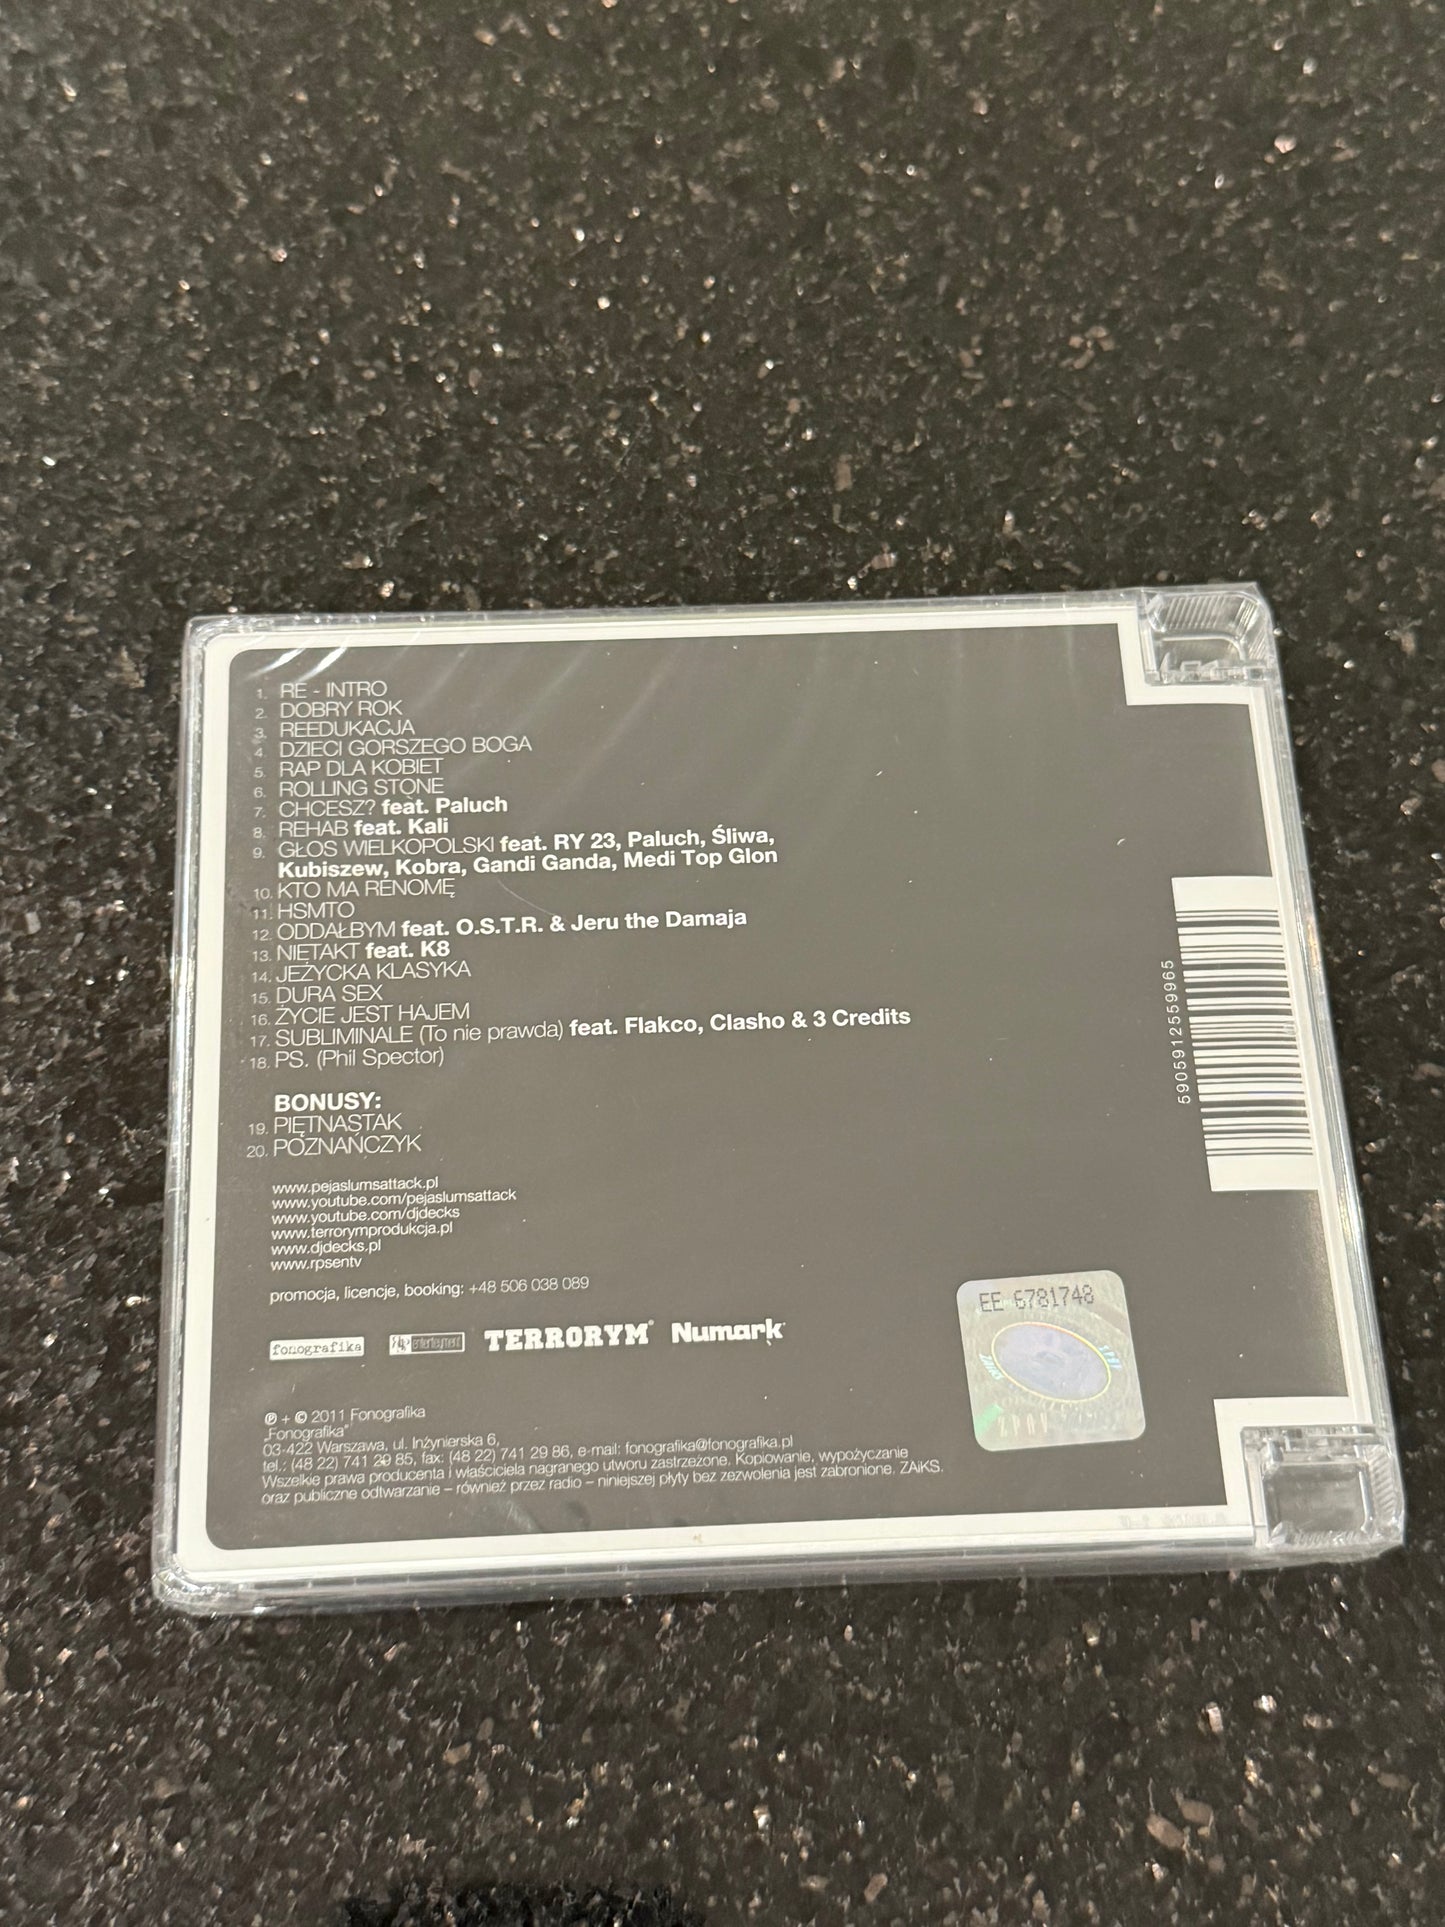 1. RE - INTRO
2. DOBRY ROK
3. REEDUKACJA
4. DZIECI GORSZEGO BOGA
5. RAP DLA KOBIET
6. ROLLING STONE
7. CHCESZ? feat. Paluch
8. REHAB feat. Kali
9. GŁOS WIELKOPOLSKI feat. RY 23, Paluch, Śliwa,
Kubiszew, Kobra, Gandi Ganda, Medi Top Glon
10. KTO MA RENOMĘ
11. HSMTO
12. ODDAŁBYM feat. O.S.T.R. & Jeru the Damaja
13. NIETAKT feat. K8
14. JEŻYCKA KLASYKA
15. DURA SEX
16. ŻYCIE JEST HAJEM
17. SUBLIMINALE (To nie prawda) feat. Flakco, Clasho & 3 Credits
18. PS. (Phil Spector)
BONUSY:
19. PIĘTNASTAK
20. POZNAŃCZYK
www.pejaslumsattack.pl
www.youtube.com/pejaslumsattack
www.youtube.com/djdecks
www.terrorymprodukcja.pl
www.djdecks.pl
www.rpsentv
promocja, licencje, booking: +48 506 038 089
fonografika
entertayment
TERRORYM®
Numark
℗ + © 2011 Fonografika
„Fonografika”
03-422 Warszawa, ul. Inżynierska 6,
tel.: (48 22) 741 29 85, fax: (48 22) 741 29 86, e-mail: fonografika@fonografika.pl
Wszelkie prawa producenta i właściciela nagranego utworu zastrzeżone. Kopiowanie, wypożyczanie
oraz publiczne odtwarzanie – również przez radio – niniejszej płyty bez zezwolenia jest zabronione. ZAiKS.
5905912559965
EE 6781748
ZAiKS
ZPAV